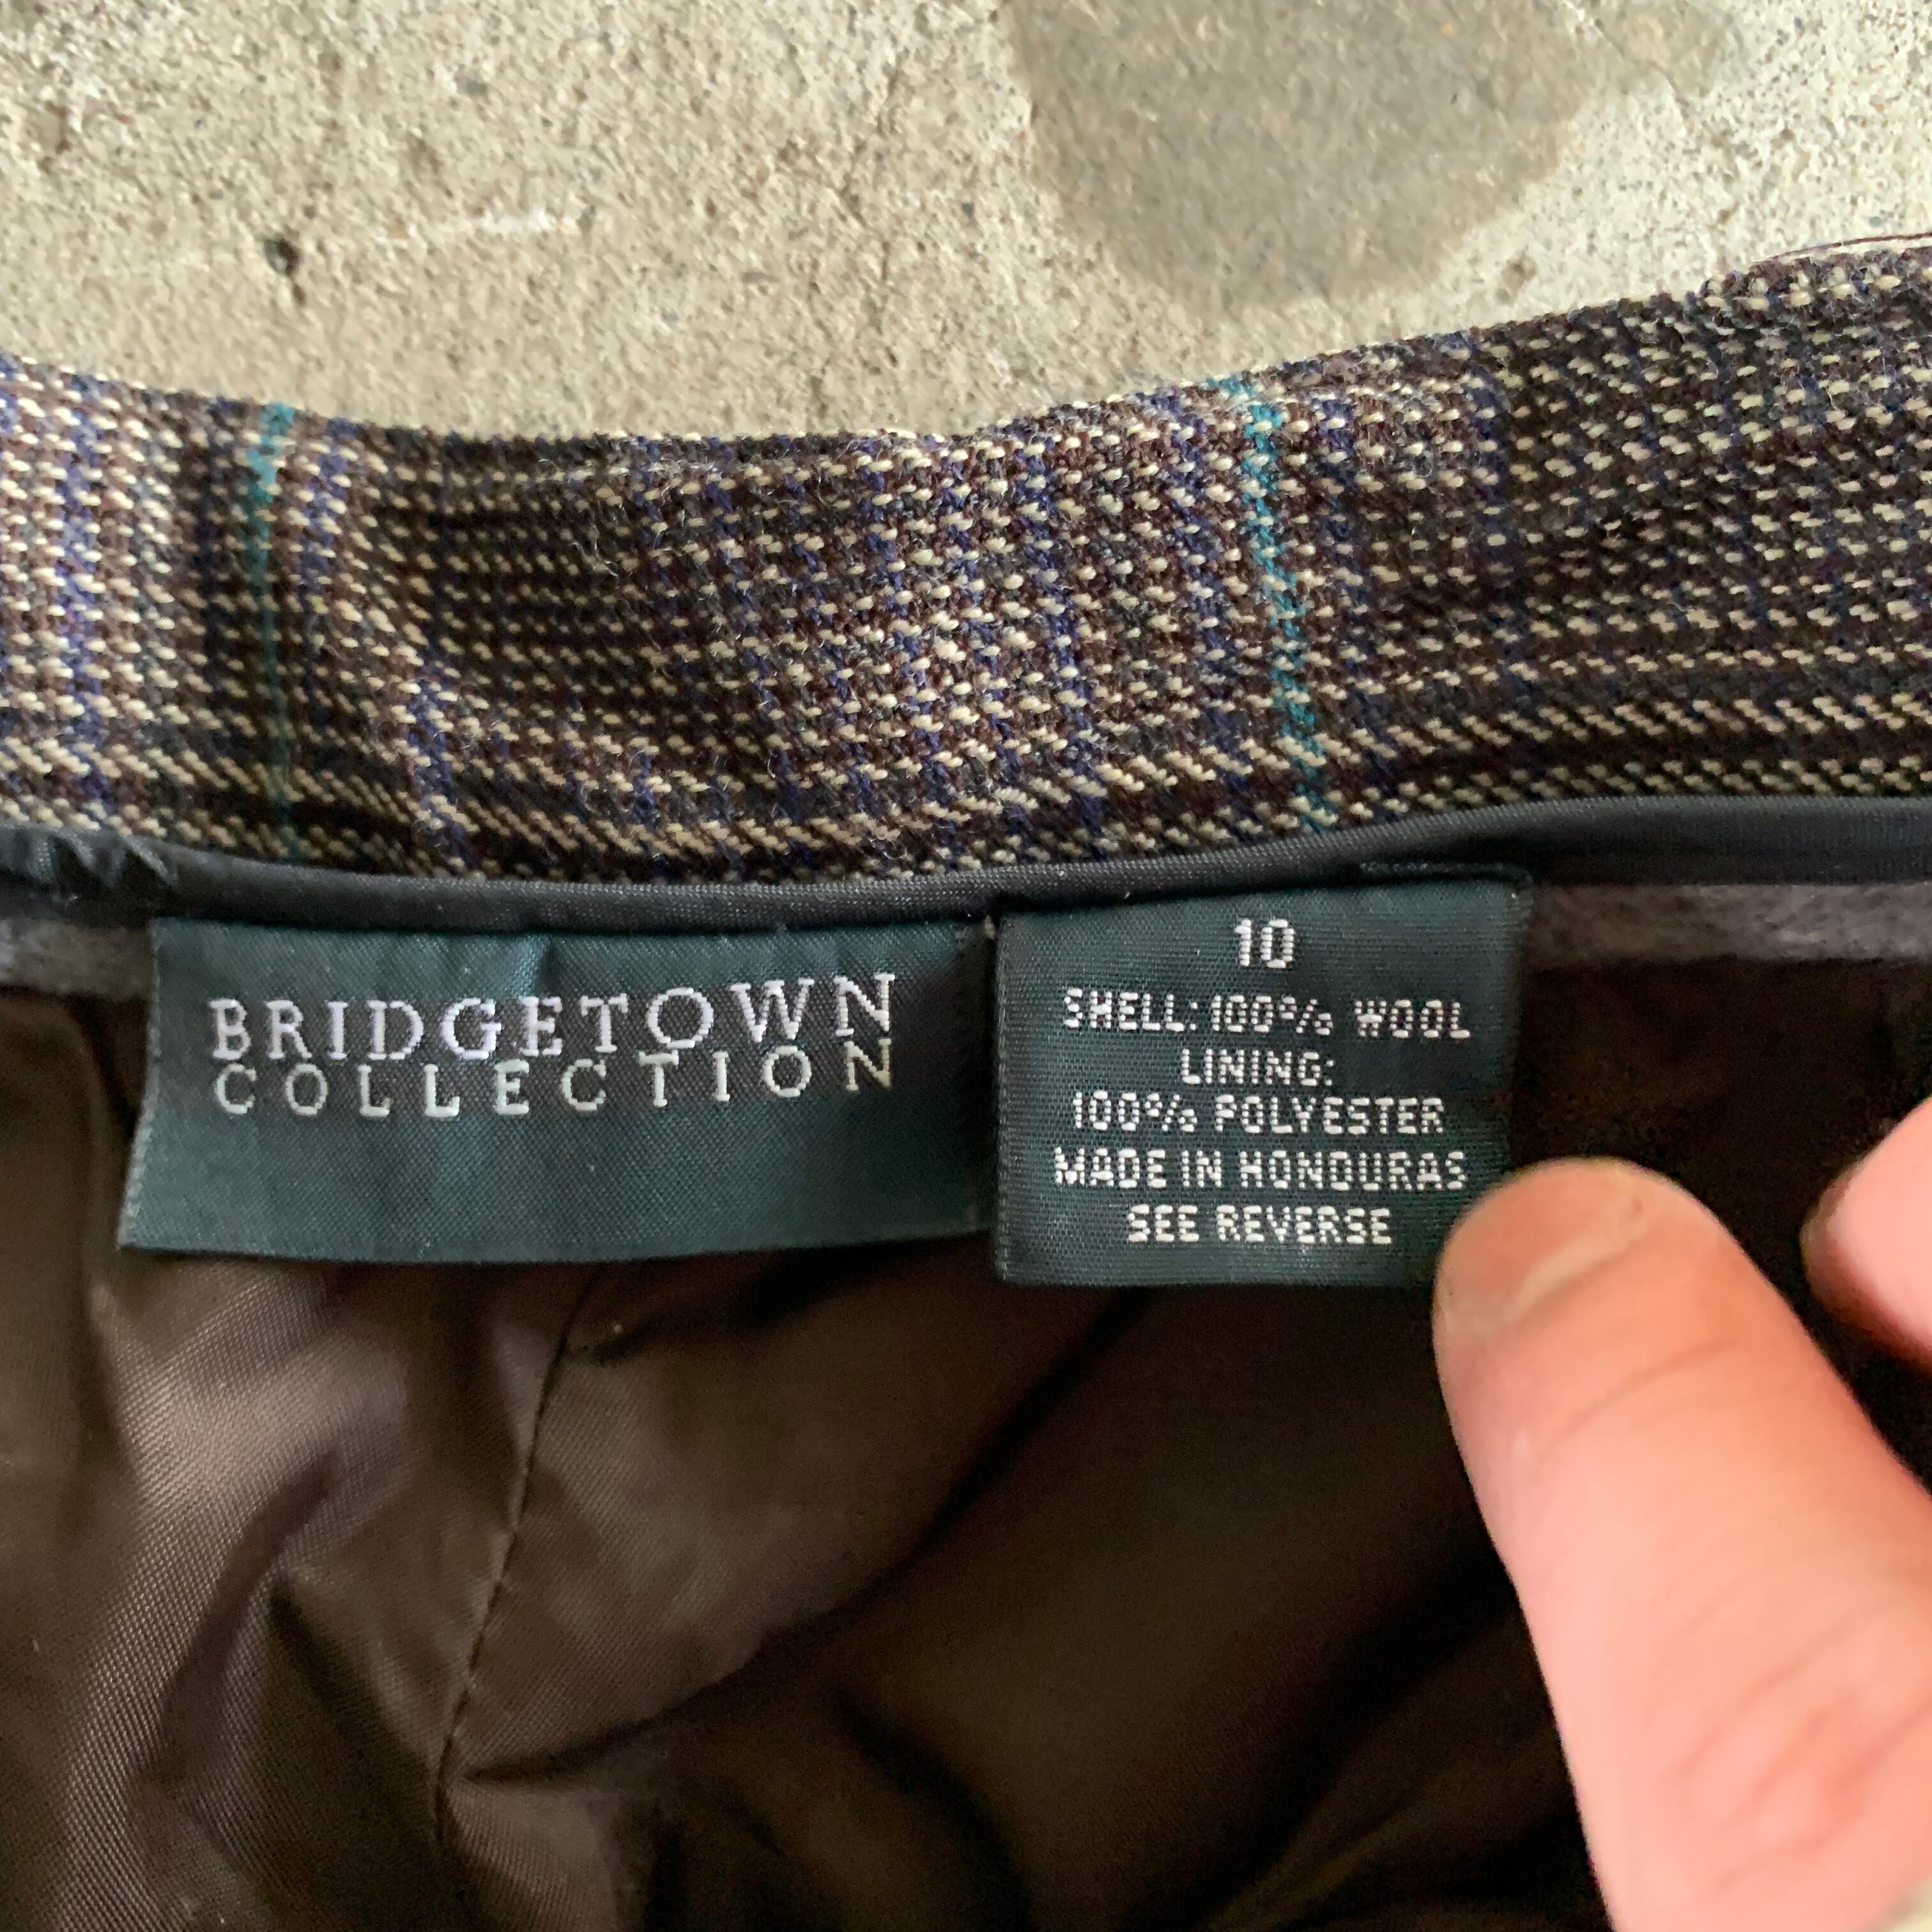 BRIDGETOWN
COLLECTION
10
SHELL: 100% WOOL
LINING:
100% POLYESTER
MADE IN HONDURAS
SEE REVERSE